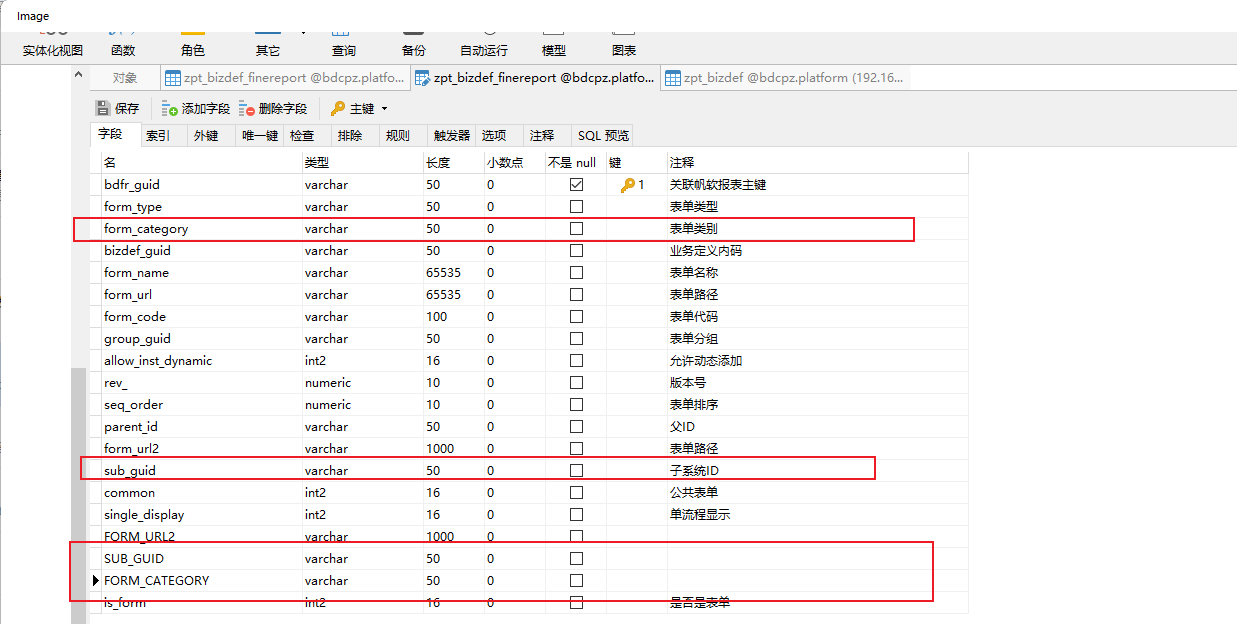 Image
实体化视图 函数 角色 其它 查询 备份 自动运行 模型 图表
对象 zpt_bizdef_finereport @bdcpz.platfo... zpt_bizdef_finereport @bdcpz.platfo... zpt_bizdef @bdcpz.platform (192.16...
保存 添加字段 删除字段 主键
字段 索引 外键 唯一键 检查 排除 规则 触发器 选项 注释 SQL 预览
名 类型 长度 小数点 不是 null 键 注释
bdfr_guid varchar 50 0 1 关联帆软报表主键
form_type varchar 50 0 表单类型
form_category varchar 50 0 表单类别
bizdef_guid varchar 50 0 业务定义内码
form_name varchar 65535 0 表单名称
form_url varchar 65535 0 表单路径
form_code varchar 100 0 表单代码
group_guid varchar 50 0 表单分组
allow_inst_dynamic int2 16 0 允许动态添加
rev_ numeric 10 0 版本号
seq_order numeric 10 0 表单排序
parent_id varchar 50 0 父ID
form_url2 varchar 1000 0 表单路径
sub_guid varchar 50 0 子系统ID
common int2 16 0 公共表单
single_display int2 16 0 单流程显示
FORM_URL2 varchar 1000 0
SUB_GUID varchar 50 0
FORM_CATEGORY varchar 50 0
is_form int2 16 0 是否是表单